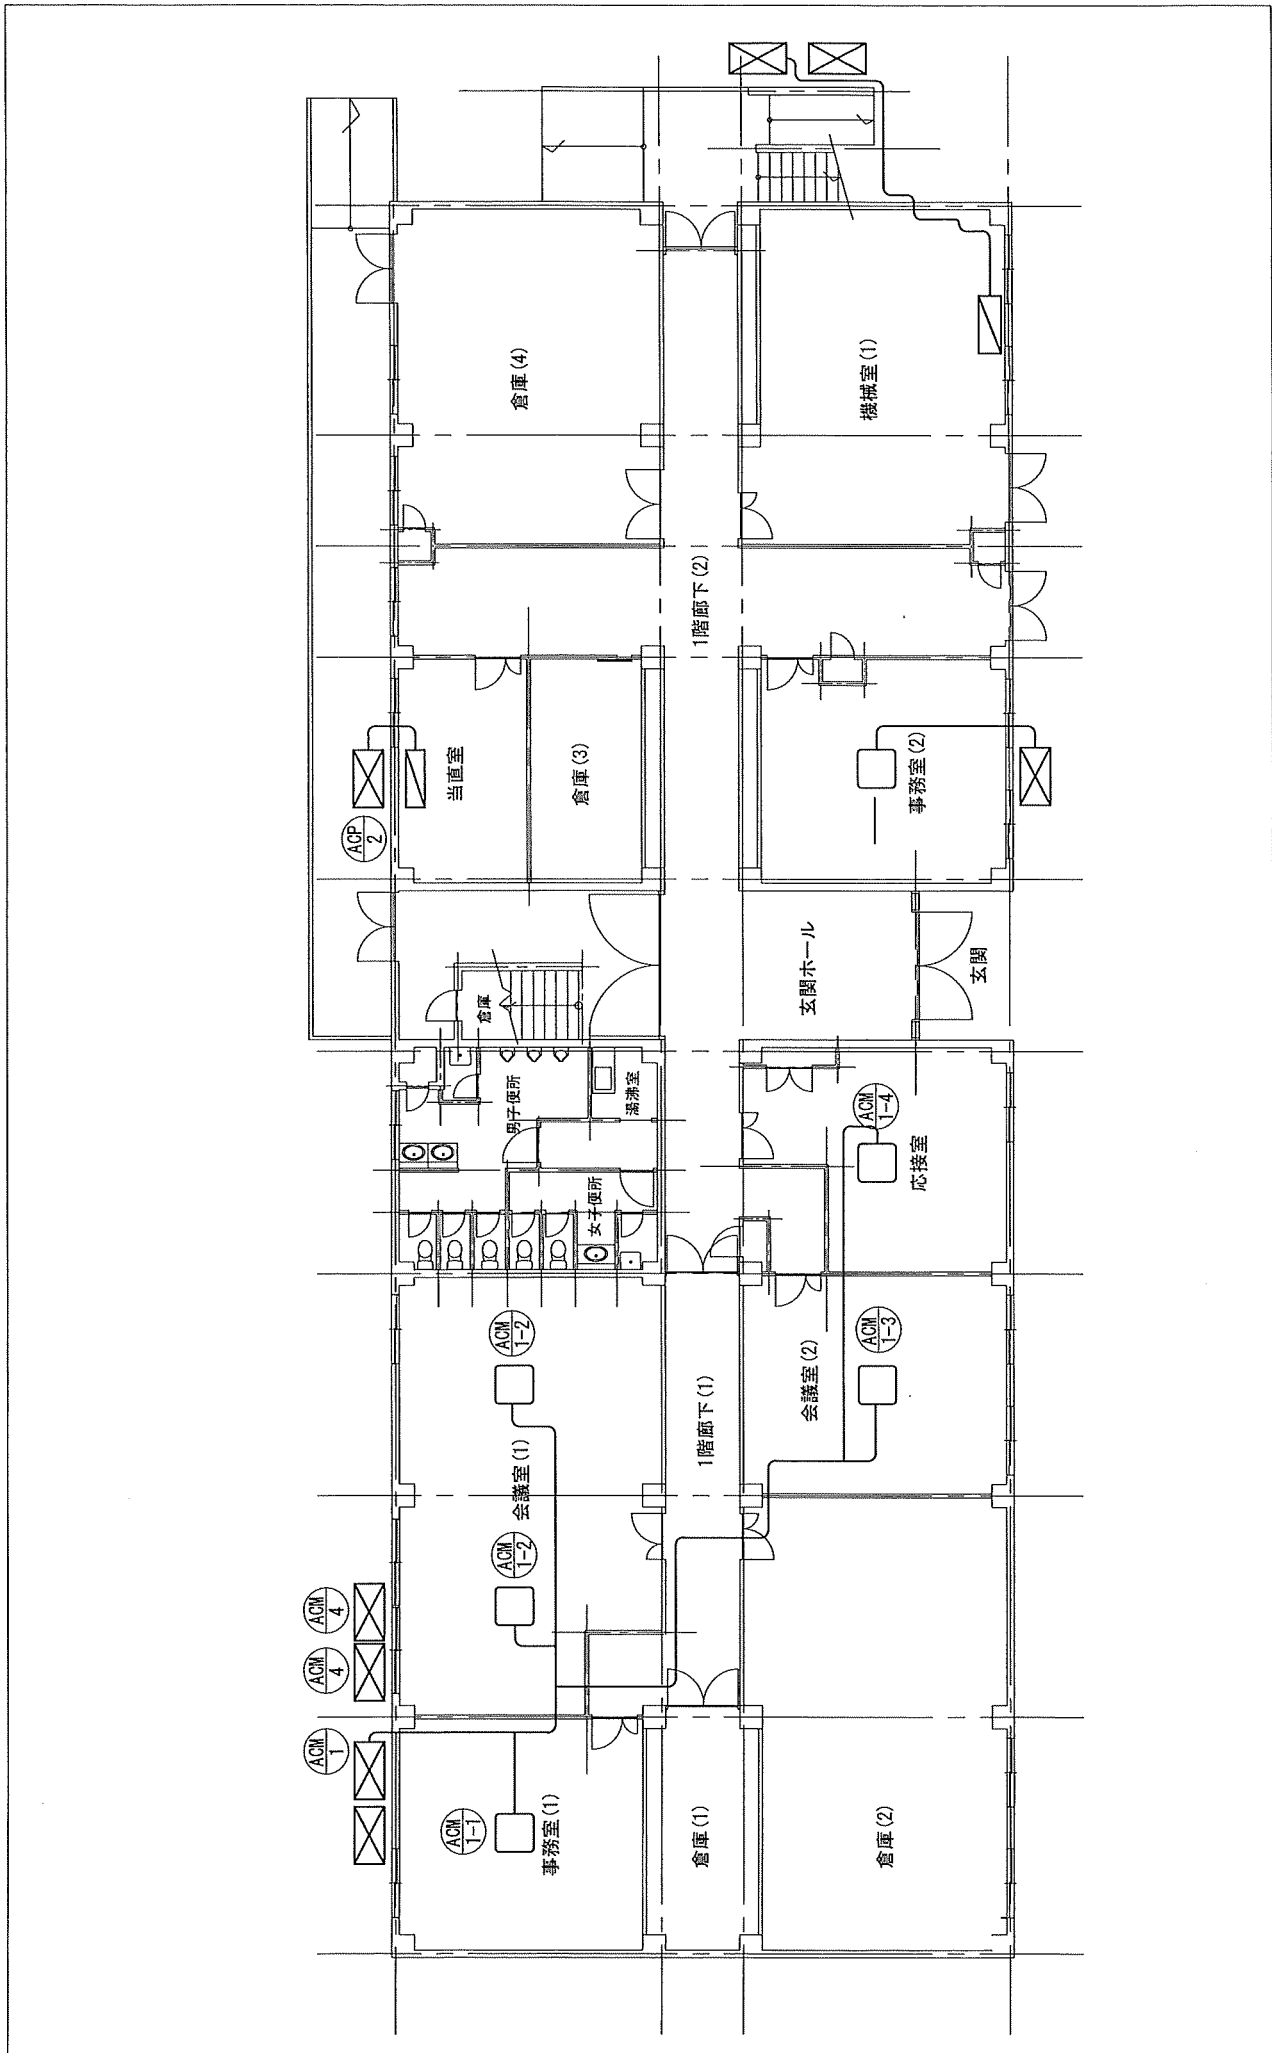 ACM
1
ACM
4
ACM
4
ACP
2
ACM
1-1
事務室(1)
ACM
1-2
会議室(1)
ACM
1-2
女子便所
男子便所
湯沸室
倉庫
当直室
倉庫(3)
倉庫(4)
倉庫(1)
1階廊下(1)
1階廊下(2)
倉庫(2)
会議室(2)
ACM
1-3
応接室
ACM
1-4
玄関ホール
玄関
事務室(2)
機械室(1)